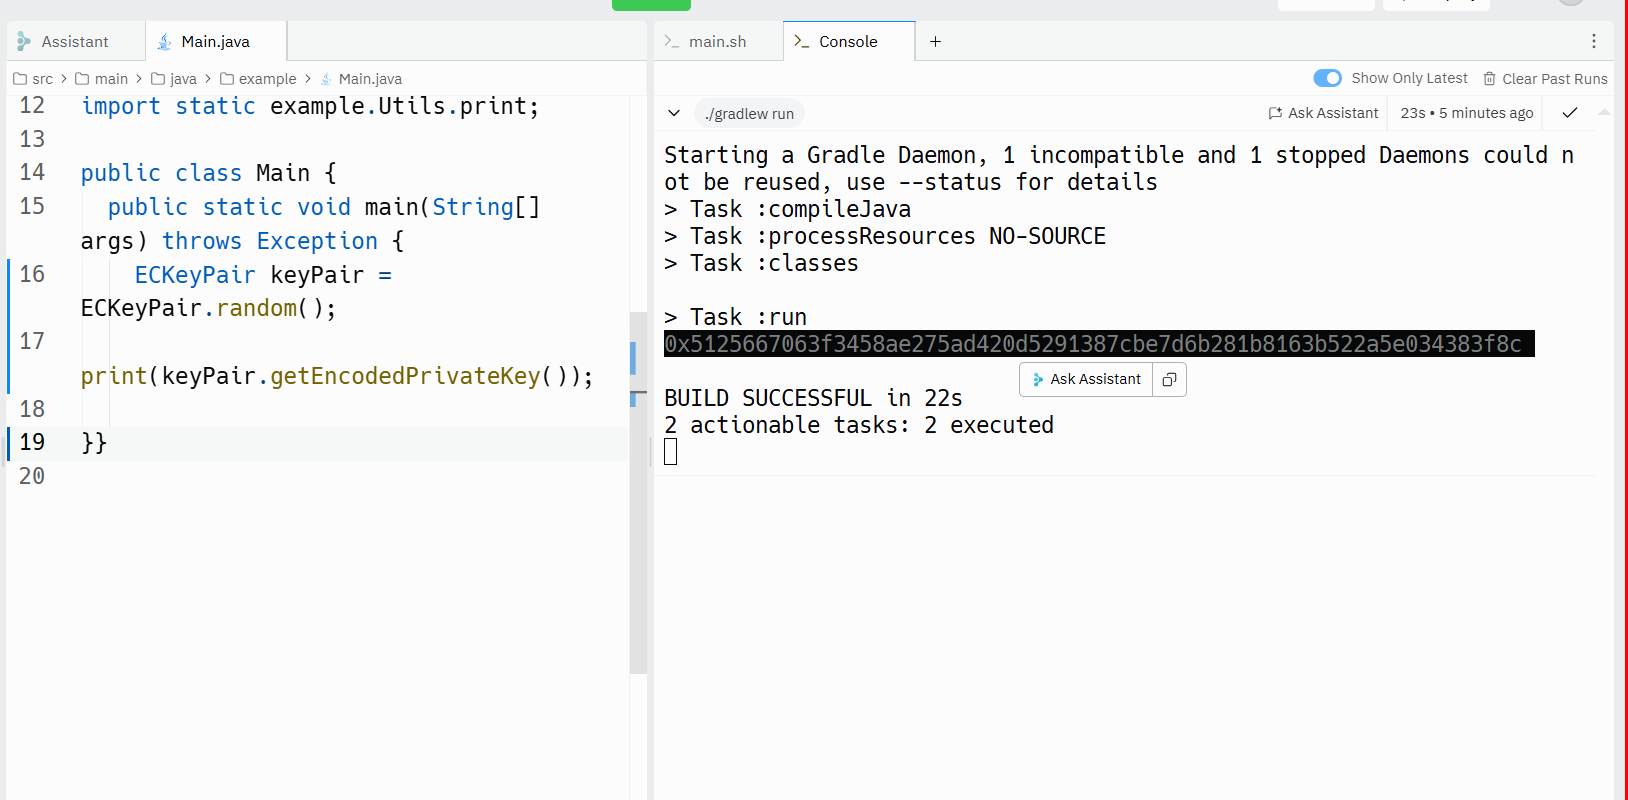 Assistant
Main.java
src > main > java > example > Main.java
12 import static example.Utils.print;
13
14 public class Main {
15 public static void main(String[]
args) throws Exception {
16 ECKeyPair keyPair =
ECKeyPair.random();
17
print(keyPair.getEncodedPrivateKey());
18
19 }}
20
main.sh
Console
+
Show Only Latest
Clear Past Runs
./gradlew run
Ask Assistant
23s • 5 minutes ago
Starting a Gradle Daemon, 1 incompatible and 1 stopped Daemons could n
ot be reused, use --status for details
> Task :compileJava
> Task :processResources NO-SOURCE
> Task :classes
> Task :run
0x5125667063f3458ae275ad420d5291387cbe7d6b281b8163b522a5e034383f8c
Ask Assistant
BUILD SUCCESSFUL in 22s
2 actionable tasks: 2 executed